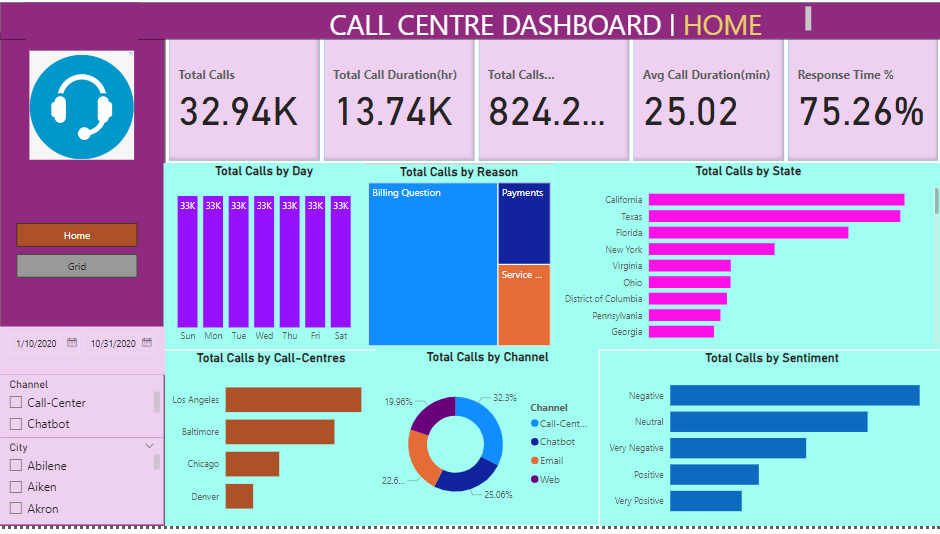 CALL CENTRE DASHBOARD | HOME
Total Calls
32.94K
Total Call Duration(hr)
13.74K
Total Calls...
824.2...
Avg Call Duration(min)
25.02
Response Time %
75.26%
Home
Grid
1/10/2020 10/31/2020
Channel
Call-Center
Chatbot
City
Abilene
Aiken
Akron
Total Calls by Day
33K 33K 33K 33K 33K 33K 33K
Sun Mon Tue Wed Thu Fri Sat
Total Calls by Reason
Billing Question
Payments
Service ...
Total Calls by State
California
Texas
Florida
New York
Virginia
Ohio
District of Columbia
Pennsylvania
Georgia
Total Calls by Call-Centres
Los Angeles
Baltimore
Chicago
Denver
Total Calls by Channel
19.96%
32.3%
22.6...
25.06%
Channel
Call-Cent...
Chatbot
Email
Web
Total Calls by Sentiment
Negative
Neutral
Very Negative
Positive
Very Positive